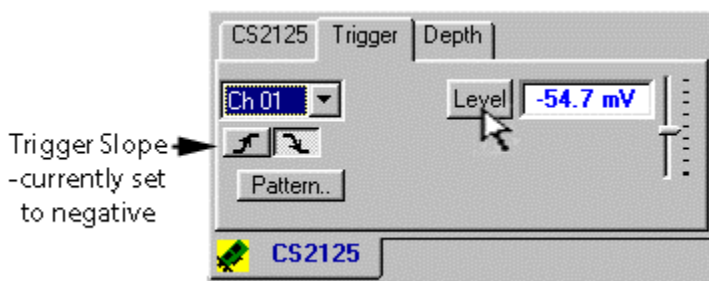 CS2125 Trigger Depth
Ch 01
Level -54.7 mV
Trigger Slope
-currently set
to negative
Pattern..
CS2125